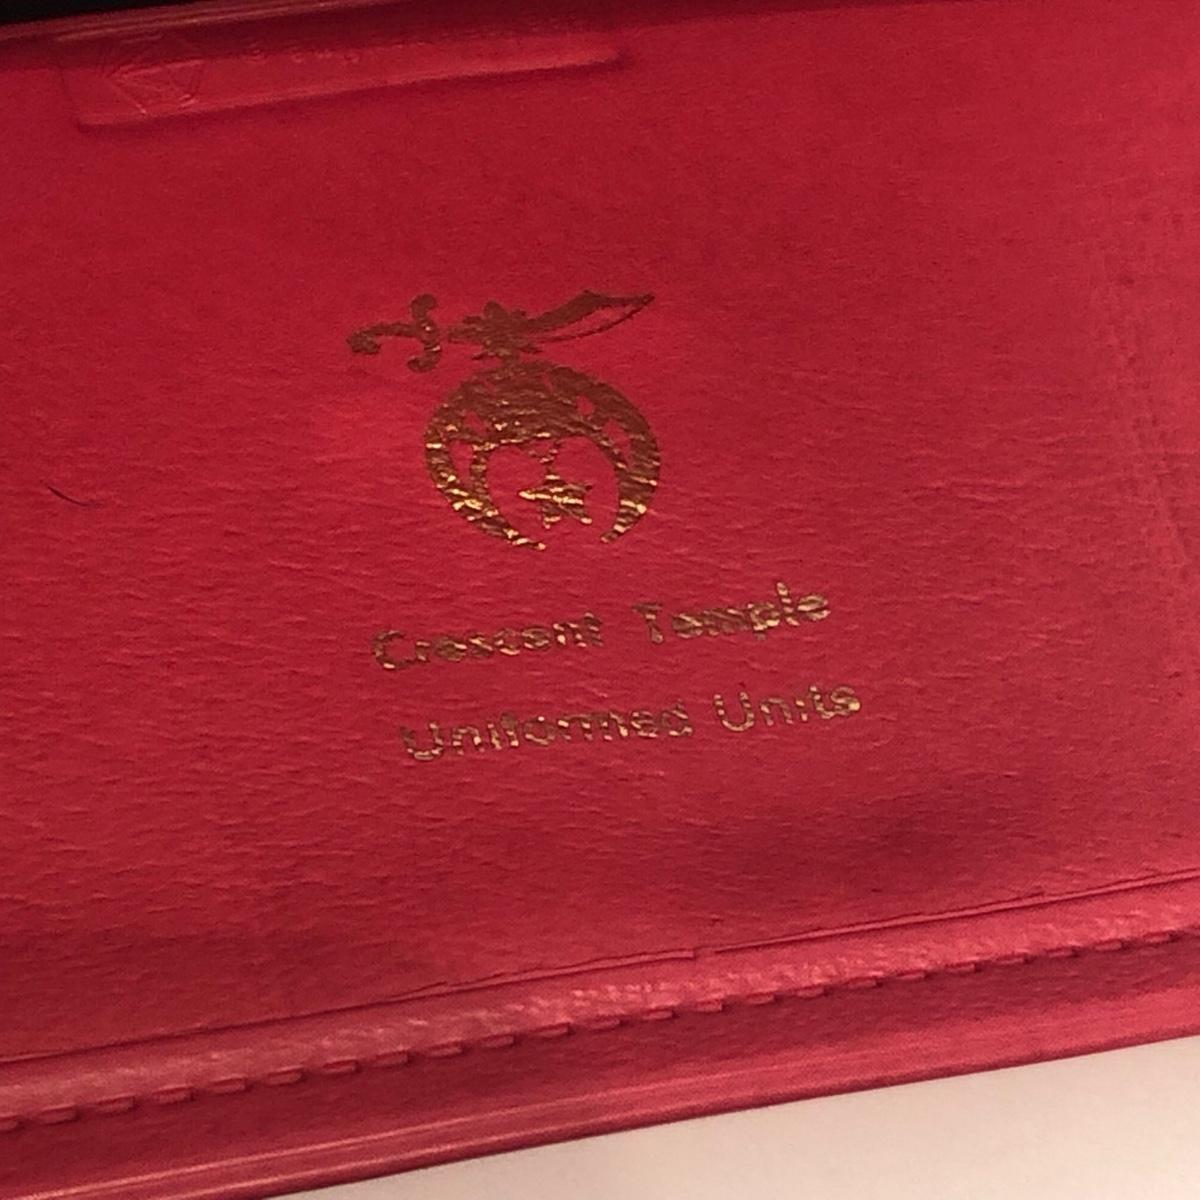 Crescent Temple
Uniformed Units